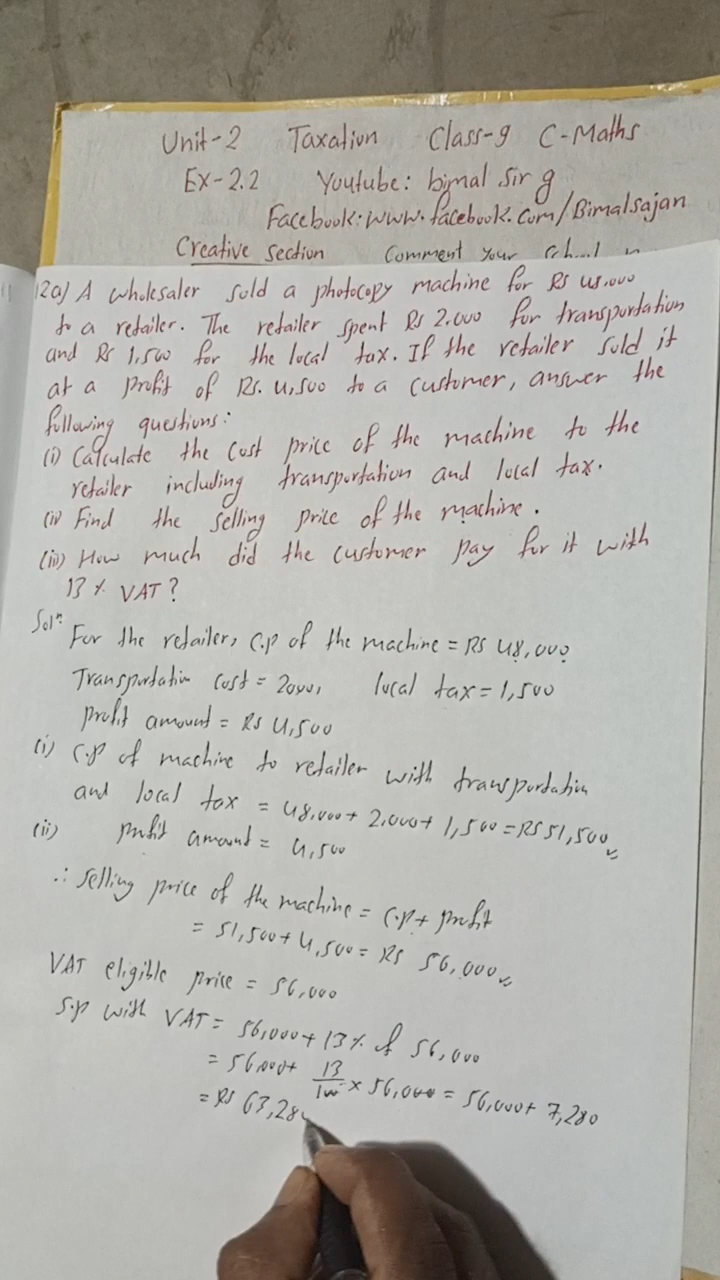 Unit-2 Taxation Class-9 C-Maths
Ex-2.2 Youtube: bimal sir g
Facebook: www.facebook.com/Bimalsajan
Creative section Comment your school
12a) A wholesaler sold a photocopy machine for Rs 48,000
to a retailer. The retailer spent Rs 2,000 for transportation
and Rs 1,500 for the local tax. If the retailer sold it
at a profit of Rs. 4,500 to a customer, answer the
following questions:
(i) Calculate the cost price of the machine to the
retailer including transportation and local tax.
(ii) Find the selling price of the machine.
(iii) How much did the customer pay for it with
13% VAT?
Solⁿ
For the retailer, C.p of the machine = Rs 48,000
Transportation cost = 2000, local tax = 1,500
profit amount = Rs 4,500
(i) C.p of machine to retailer with transportation
and local tax = 48,000 + 2,000 + 1,500 = Rs 51,500
(ii) profit amount = 4,500
∴ selling price of the machine = C.p + profit
= 51,500 + 4,500 = Rs 56,000
VAT eligible price = 56,000
S.p with VAT = 56,000 + 13% of 56,000
= 56,000 + 13/100 × 56,000 = 56,000 + 7,280
= Rs 63,28